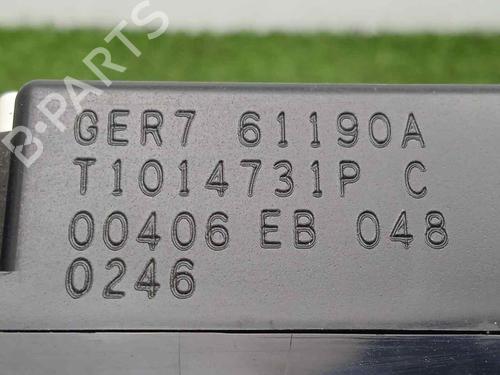 B-PARTS
GER7 61190A
T1014731P C
00406 EB 048
0246